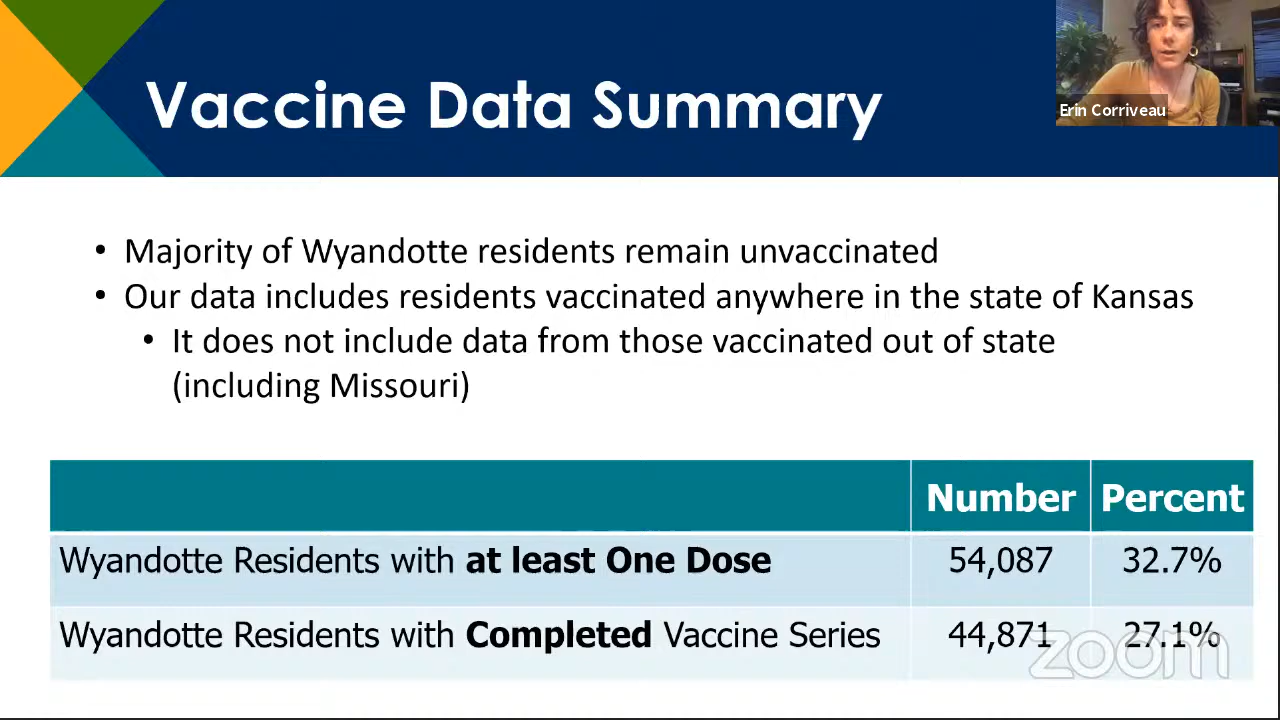 Vaccine Data Summary
Erin Corriveau
• Majority of Wyandotte residents remain unvaccinated
• Our data includes residents vaccinated anywhere in the state of Kansas
• It does not include data from those vaccinated out of state
(including Missouri)
Number Percent
Wyandotte Residents with at least One Dose 54,087 32.7%
Wyandotte Residents with Completed Vaccine Series 44,871 27.1%
zoom